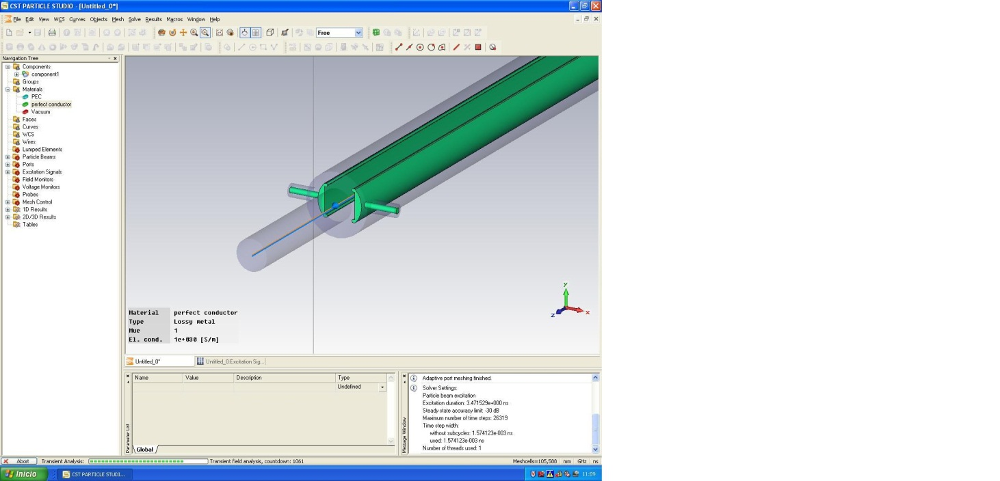 CST PARTICLE STUDIO - [Untitled_0*]
File Edit View WCS Curves Objects Mesh Solve Results Macros Window Help
Free
Navigation Tree
Components
component1
Groups
Materials
PEC
perfect conductor
Vacuum
Faces
Curves
WCS
Wires
Lumped Elements
Particle Beams
Ports
Excitation Signals
Field Monitors
Voltage Monitors
Probes
Mesh Control
1D Results
2D/3D Results
Tables
y
x
z
Material perfect conductor
Type Lossy metal
Mue 1
El. cond. 1e+030 [S/m]
Untitled_0* Untitled_0:Excitation Sig...
Name Value Description Type
Undefined
Parameter List
Global
Message Window
Adaptive port meshing finished.
Solver Settings:
Particle beam excitation
Excitation duration: 3.471529e+000 ns
Steady state accuracy limit: -30 dB
Maximum number of time steps: 26319
Time step width:
without subcycles: 1.574123e-003 ns
used: 1.574123e-003 ns
Number of threads used: 1
Abort Transient Analysis: Transient field analysis, countdown: 1061 Meshcells=105,588 mm GHz ns
Inicio CST PARTICLE STUDI... 11:09